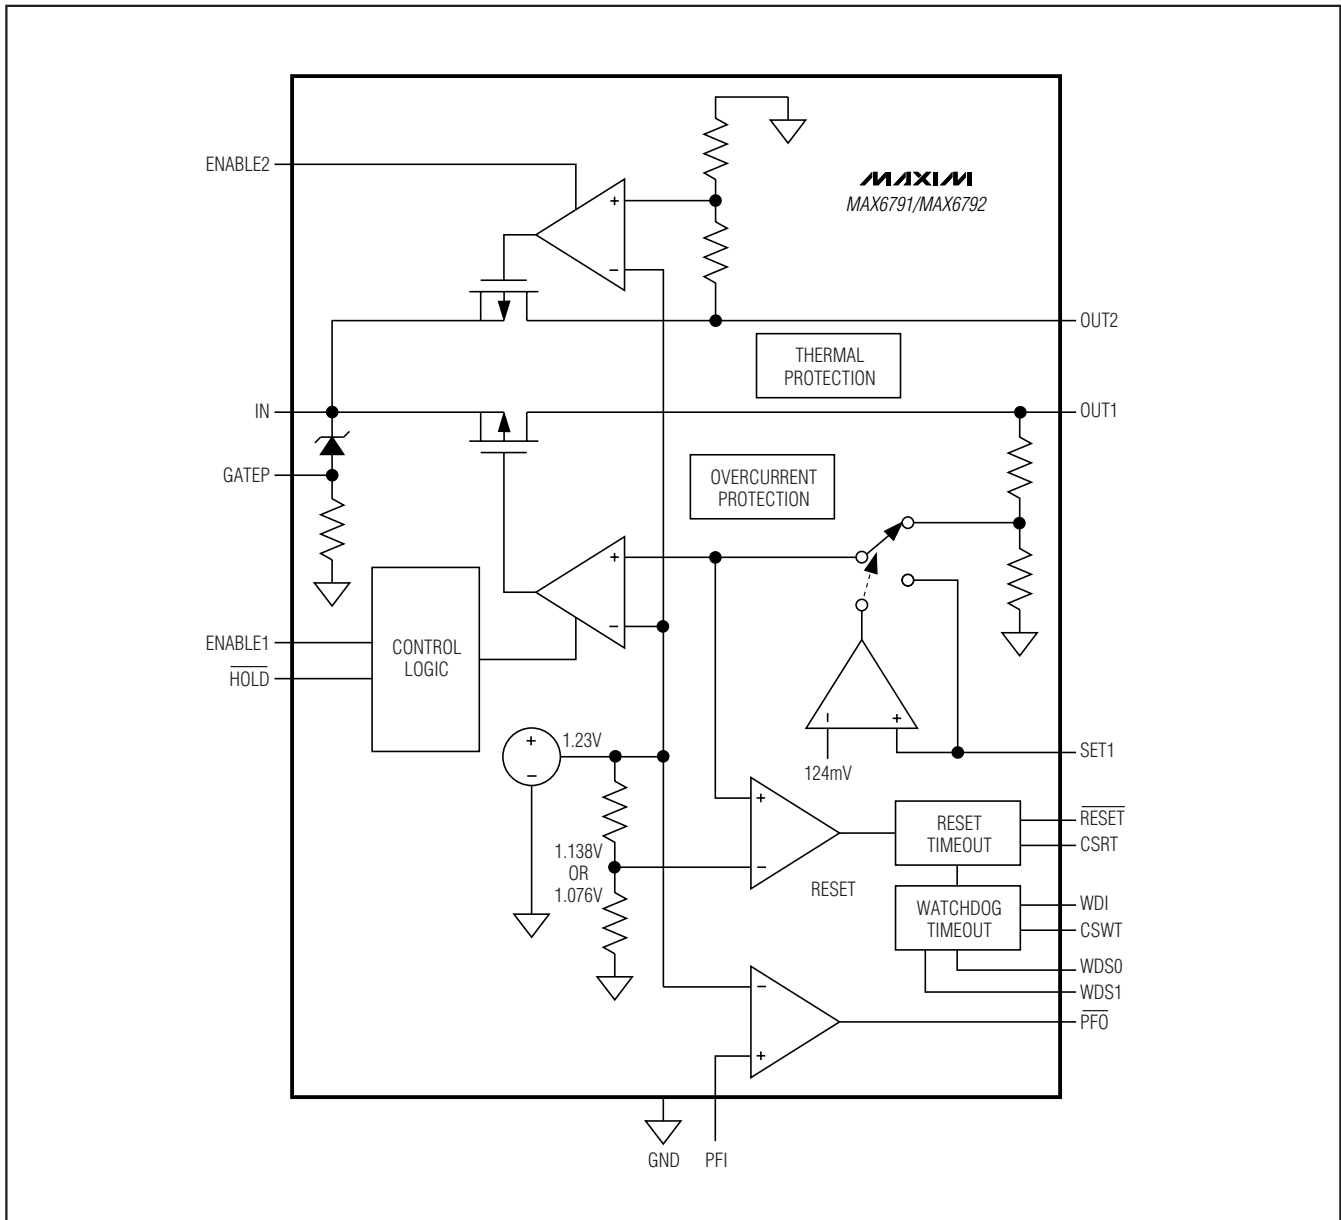 ENABLE2
+
−
MAXIM
MAX6791/MAX6792
OUT2
THERMAL
PROTECTION
IN
OUT1
GATEP
OVERCURRENT
PROTECTION
+
−
ENABLE1
HOLD
CONTROL
LOGIC
+
−
1.23V
−
+
124mV
SET1
1.138V
OR
1.076V
+
−
RESET
RESET
TIMEOUT
RESET
CSRT
WATCHDOG
TIMEOUT
WDI
CSWT
WDS0
WDS1
−
+
PFO
GND
PFI